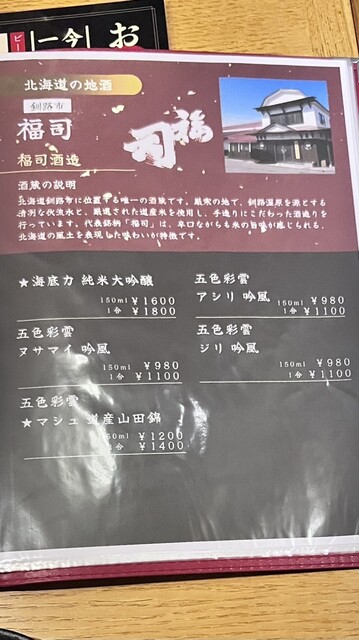 お
今
一
ビー
北海道の地酒
釧路市
福司
福司酒造
福司
酒蔵の説明
北海道釧路市に位置する唯一の酒蔵です。厳寒の地で、釧路湿原を源とする
清冽な伏流水と、厳選された道産米を使用し、手造りにこだわった酒造りを
行っています。代表銘柄「福司」は、辛口ながらも米の旨味が感じられる、
北海道の風土を表現した味わいが特徴です。
★海底力 純米大吟醸
150ml ¥1600
1合 ¥1800
五色彩雲
アシリ 吟風
150ml ¥980
1合 ¥1100
五色彩雲
ヌサマイ 吟風
150ml ¥980
1合 ¥1100
五色彩雲
ジリ 吟風
150ml ¥980
1合 ¥1100
五色彩雲
★マシュ 道産山田錦
150ml ¥1200
1合 ¥1400